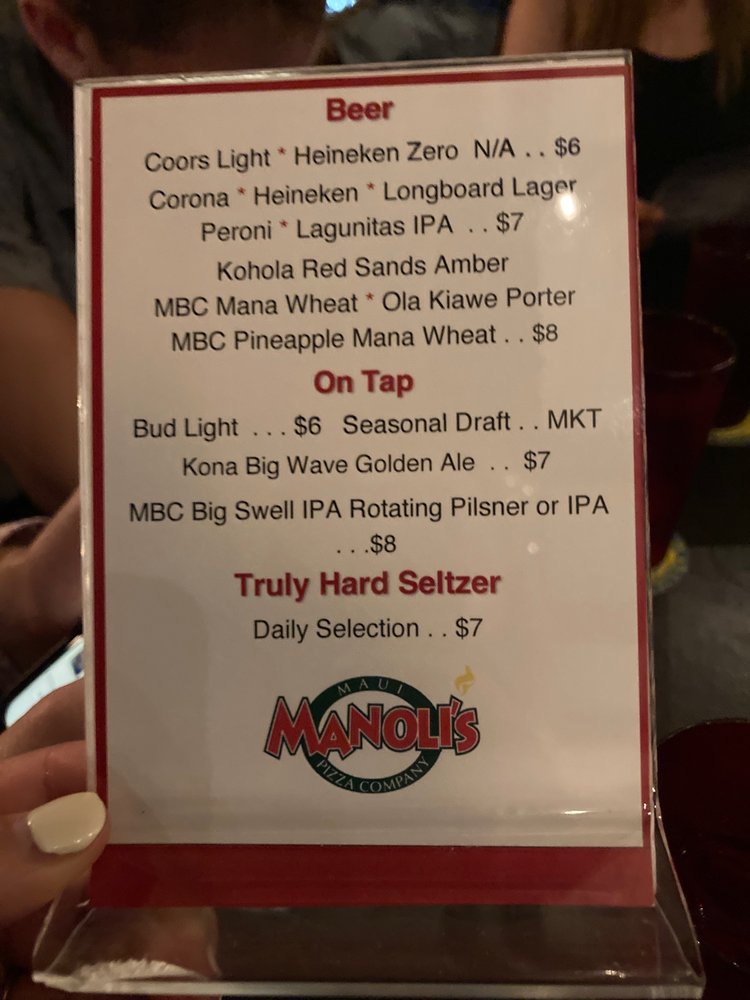 Beer
Coors Light * Heineken Zero N/A . . $6
Corona * Heineken * Longboard Lager
Peroni * Lagunitas IPA . . $7
Kohola Red Sands Amber
MBC Mana Wheat * Ola Kiawe Porter
MBC Pineapple Mana Wheat . . $8
On Tap
Bud Light . . . $6 Seasonal Draft . . MKT
Kona Big Wave Golden Ale . . $7
MBC Big Swell IPA Rotating Pilsner or IPA
. . .$8
Truly Hard Seltzer
Daily Selection . . $7
MAUI
MANOLI'S
PIZZA COMPANY